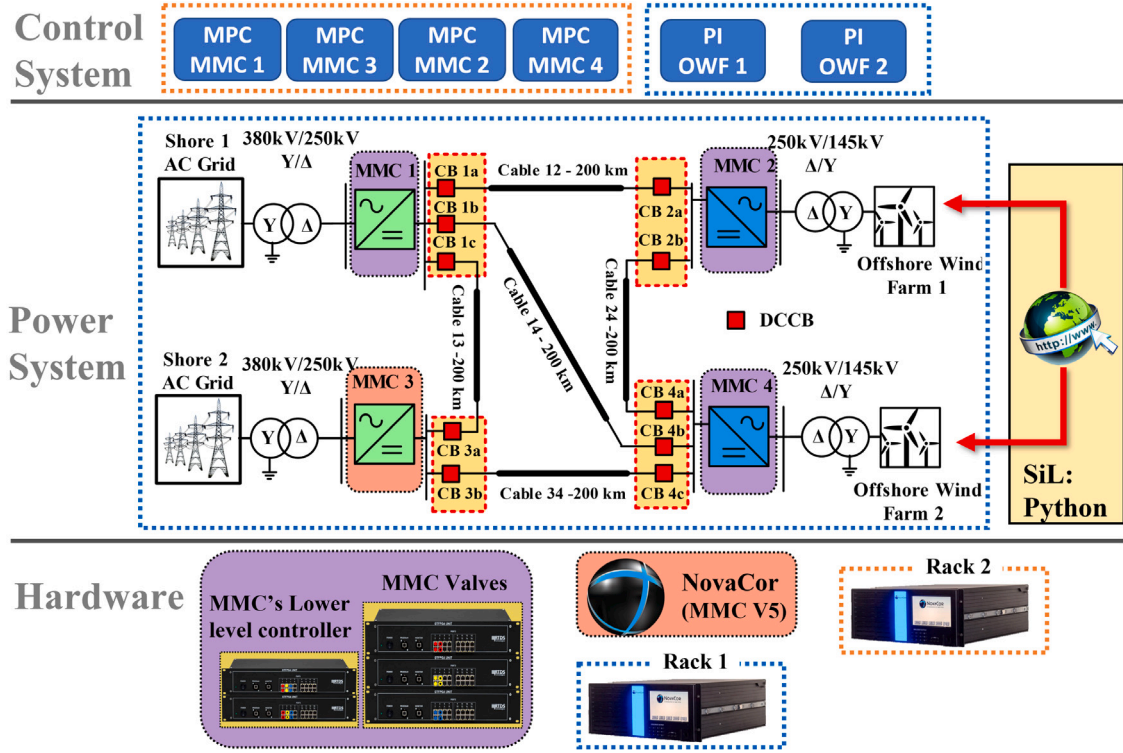 Control
System
MPC
MMC 1
MPC
MMC 3
MPC
MMC 2
MPC
MMC 4
PI
OWF 1
PI
OWF 2
Power
System
Shore 1
AC Grid
380kV/250kV
Y/Δ
Y Δ
MMC 1
CB 1a
CB 1b
CB 1c
Cable 12 - 200 km
CB 2a
CB 2b
MMC 2
250kV/145kV
Δ/Y
Δ Y
Offshore Wind
Farm 1
Cable 13 -200 km
Cable 14 - 200 km
Cable 24 -200 km
DCCB
Shore 2
AC Grid
380kV/250kV
Y/Δ
Y Δ
MMC 3
CB 3a
CB 3b
Cable 34 -200 km
CB 4a
CB 4b
CB 4c
MMC 4
250kV/145kV
Δ/Y
Δ Y
Offshore Wind
Farm 2
http://www.
SiL:
Python
Hardware
MMC's Lower
level controller
MMC Valves
NovaCor
(MMC V5)
Rack 1
NovaCor
Rack 2
NovaCor